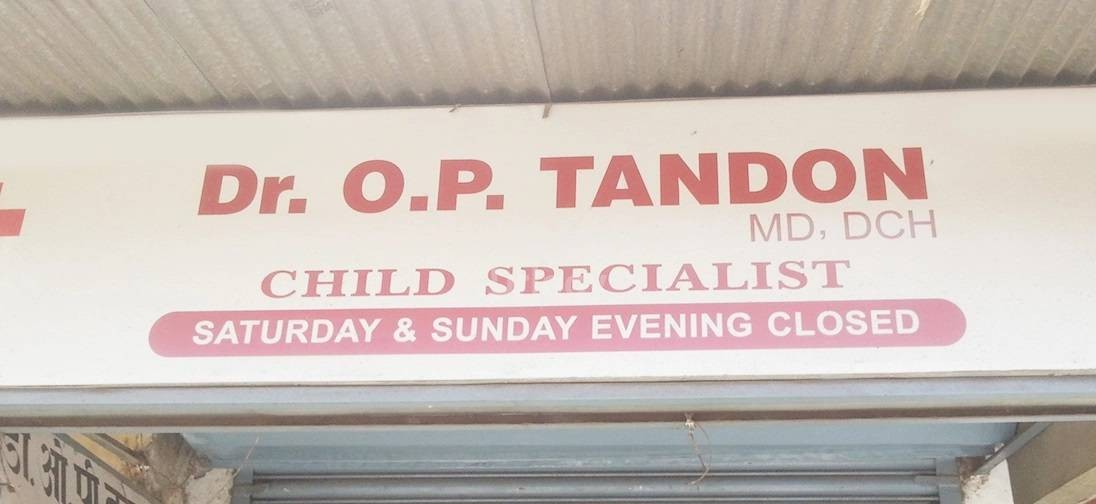 Dr. O.P. TANDON
MD, DCH
CHILD SPECIALIST
SATURDAY & SUNDAY EVENING CLOSED
डा. ओ.पी.